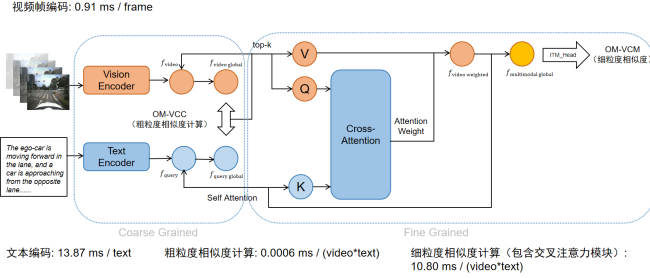 视频帧编码: 0.91 ms / frame
top-k
V
OM-VCM
(细粒度相似度)
ITM_Head
Vision
Encoder
f_video
f_video global
f_video weighted
f_multimodal global
Q
OM-VCC
(粗粒度相似度计算)
Cross-
Attention
Attention
Weight
The ego-car is
moving forward in
the lane, and a
car is approaching
from the opposite
lane......
Text
Encoder
f_query
f_query global
K
Self Attention
Coarse Grained
Fine Grained
文本编码: 13.87 ms / text
粗粒度相似度计算: 0.0006 ms / (video*text)
细粒度相似度计算（包含交叉注意力模块）:
10.80 ms / (video*text)